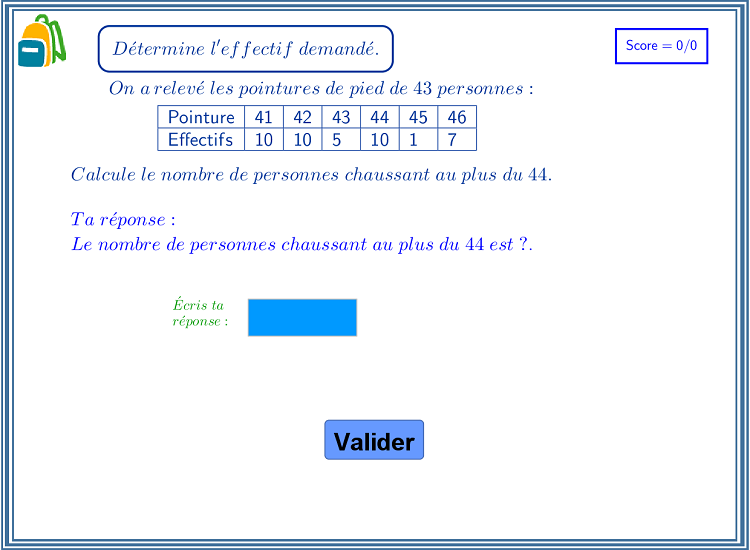 Détermine l'effectif demandé.
Score = 0/0
On a relevé les pointures de pied de 43 personnes :
Pointure 41 42 43 44 45 46
Effectifs 10 10 5 10 1 7
Calcule le nombre de personnes chaussant au plus du 44.
Ta réponse :
Le nombre de personnes chaussant au plus du 44 est ?.
Écris ta
réponse :
Valider